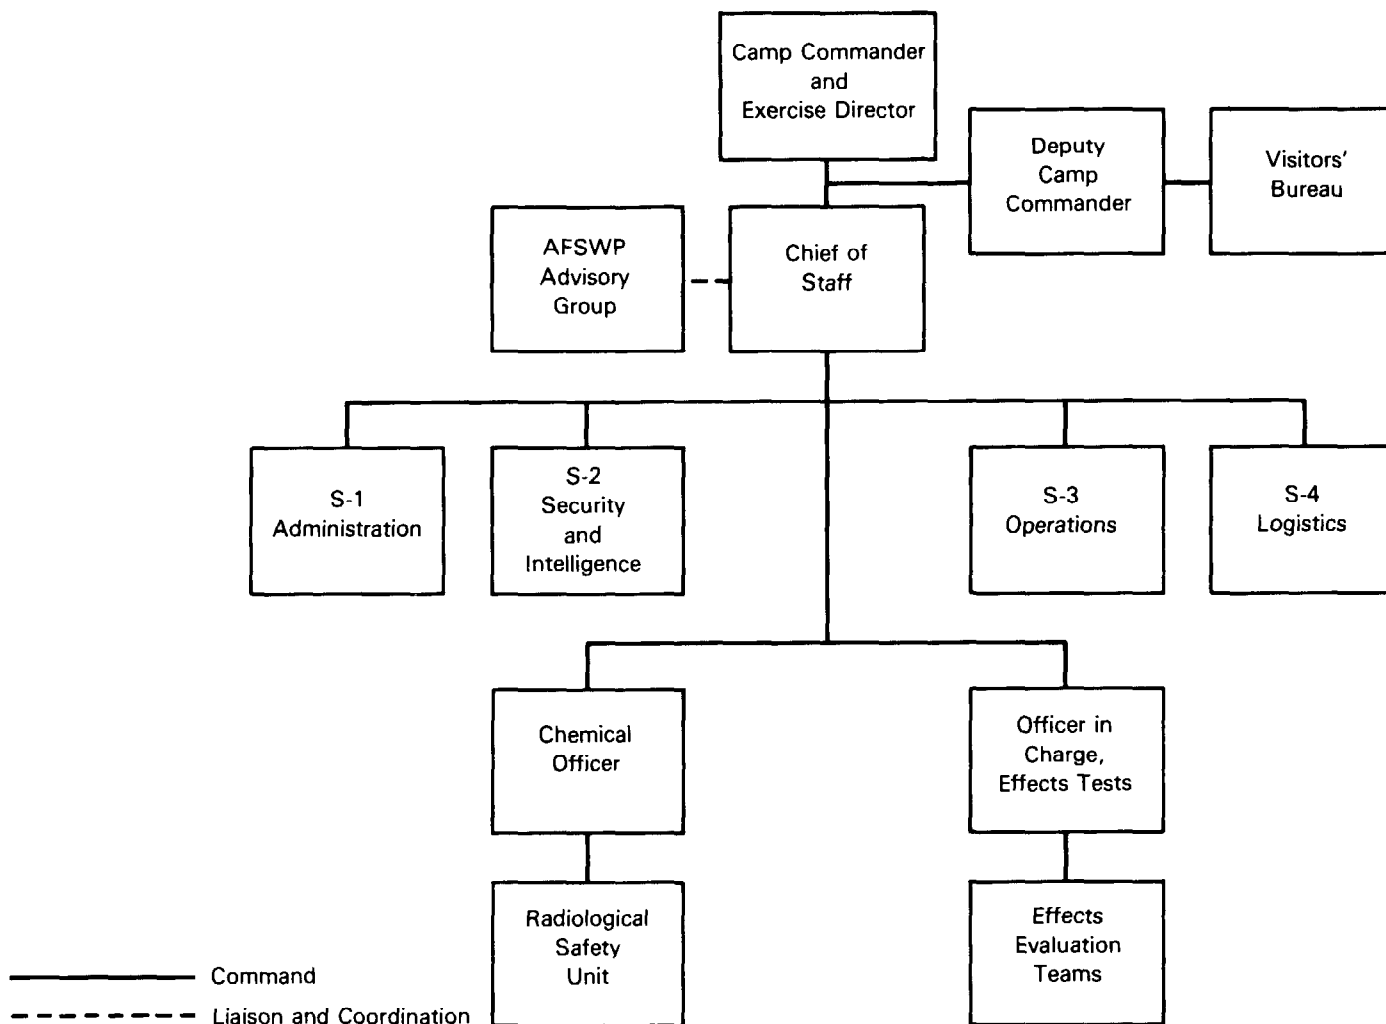 Camp Commander
and
Exercise Director
Deputy
Camp
Commander
Visitors'
Bureau
AFSWP
Advisory
Group
Chief of
Staff
S-1
Administration
S-2
Security
and
Intelligence
S-3
Operations
S-4
Logistics
Chemical
Officer
Officer in
Charge,
Effects Tests
Radiological
Safety
Unit
Effects
Evaluation
Teams
Command
Liaison and Coordination